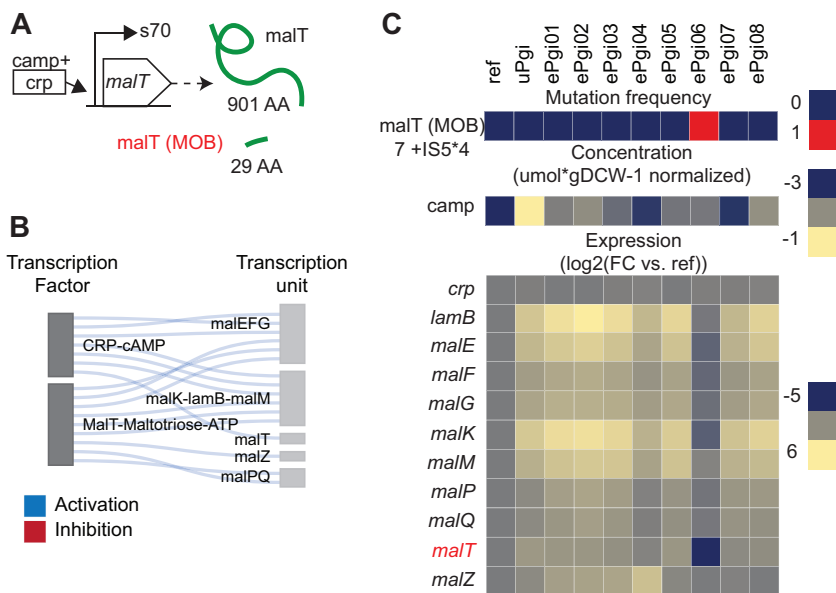 A
camp+
crp
s70
malT
malT
901 AA
malT (MOB)
29 AA
B
Transcription
Factor
Transcription
unit
malEFG
CRP-cAMP
malK-lamB-malM
MalT-Maltotriose-ATP
malT
malZ
malPQ
Activation
Inhibition
C
ref
uPgi
ePgi01
ePgi02
ePgi03
ePgi04
ePgi05
ePgi06
ePgi07
ePgi08
Mutation frequency
malT (MOB)
7 +IS5*4
0
1
Concentration
(umol*gDCW-1 normalized)
camp
-3
-1
Expression
(log2(FC vs. ref))
crp
lamB
malE
malF
malG
malK
malM
malP
malQ
malT
malZ
-5
6